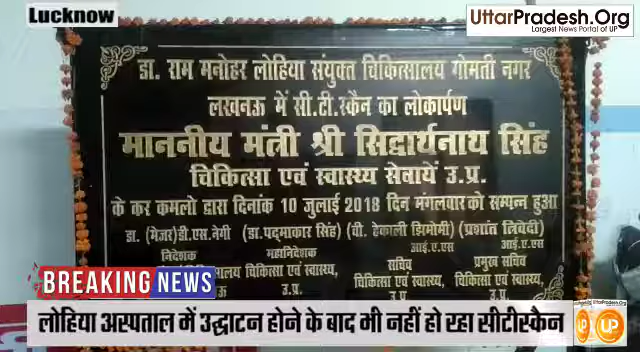 Lucknow
UttarPradesh.Org
Largest News Portal of UP
डा. राम मनोहर लोहिया संयुक्त चिकित्सालय गोमती नगर
लखनऊ में सी.टी.स्कैन का लोकार्पण
माननीय मंत्री श्री सिद्धार्थनाथ सिंह
चिकित्सा एवं स्वास्थ्य सेवायें उ.प्र.
के कर कमलो द्वारा दिनांक 10 जुलाई 2018 दिन मंगलवार को सम्पन्न हुआ
डा. (मेजर)डी.एस.नेगी (डा.पद्माकर सिंह) (वी. हेकाली झिमोमी) (प्रशांत त्रिवेदी)
निदेशक महानिदेशक आई.ए.एस आई.ए.एस
चिकित्सा एवं स्वास्थ्य, सचिव प्रमुख सचिव
उ.प्र. चिकित्सा एवं स्वास्थ्य, चिकित्सा एवं स्वास्थ्य,
BREAKING NEWS
लोहिया अस्पताल में उद्घाटन होने के बाद भी नहीं हो रहा सीटीस्कैन
UttarPradesh.Org
UP